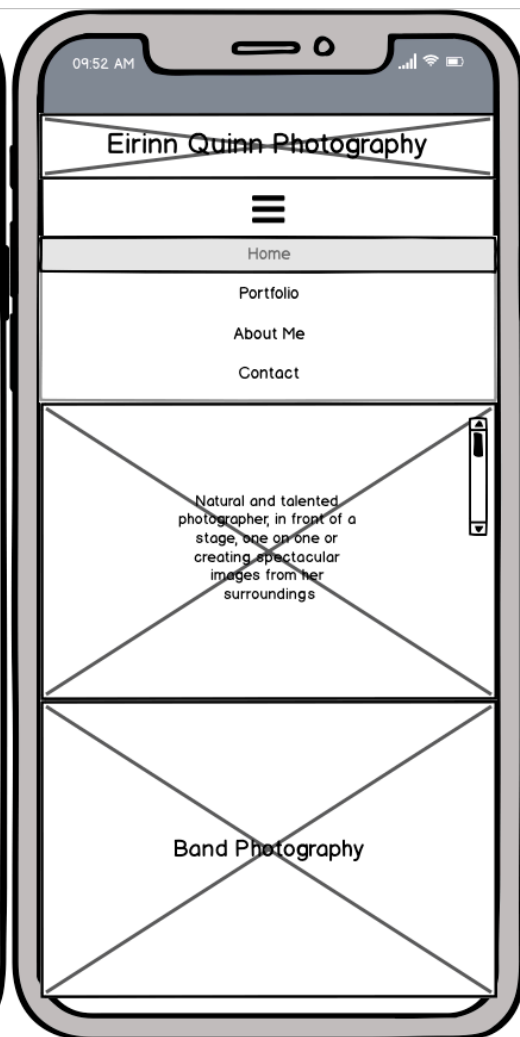 09:52 AM
Eirinn Quinn Photography
Home
Portfolio
About Me
Contact
Natural and talented
photographer, in front of a
stage, one on one or
creating spectacular
images from her
surroundings
Band Photography